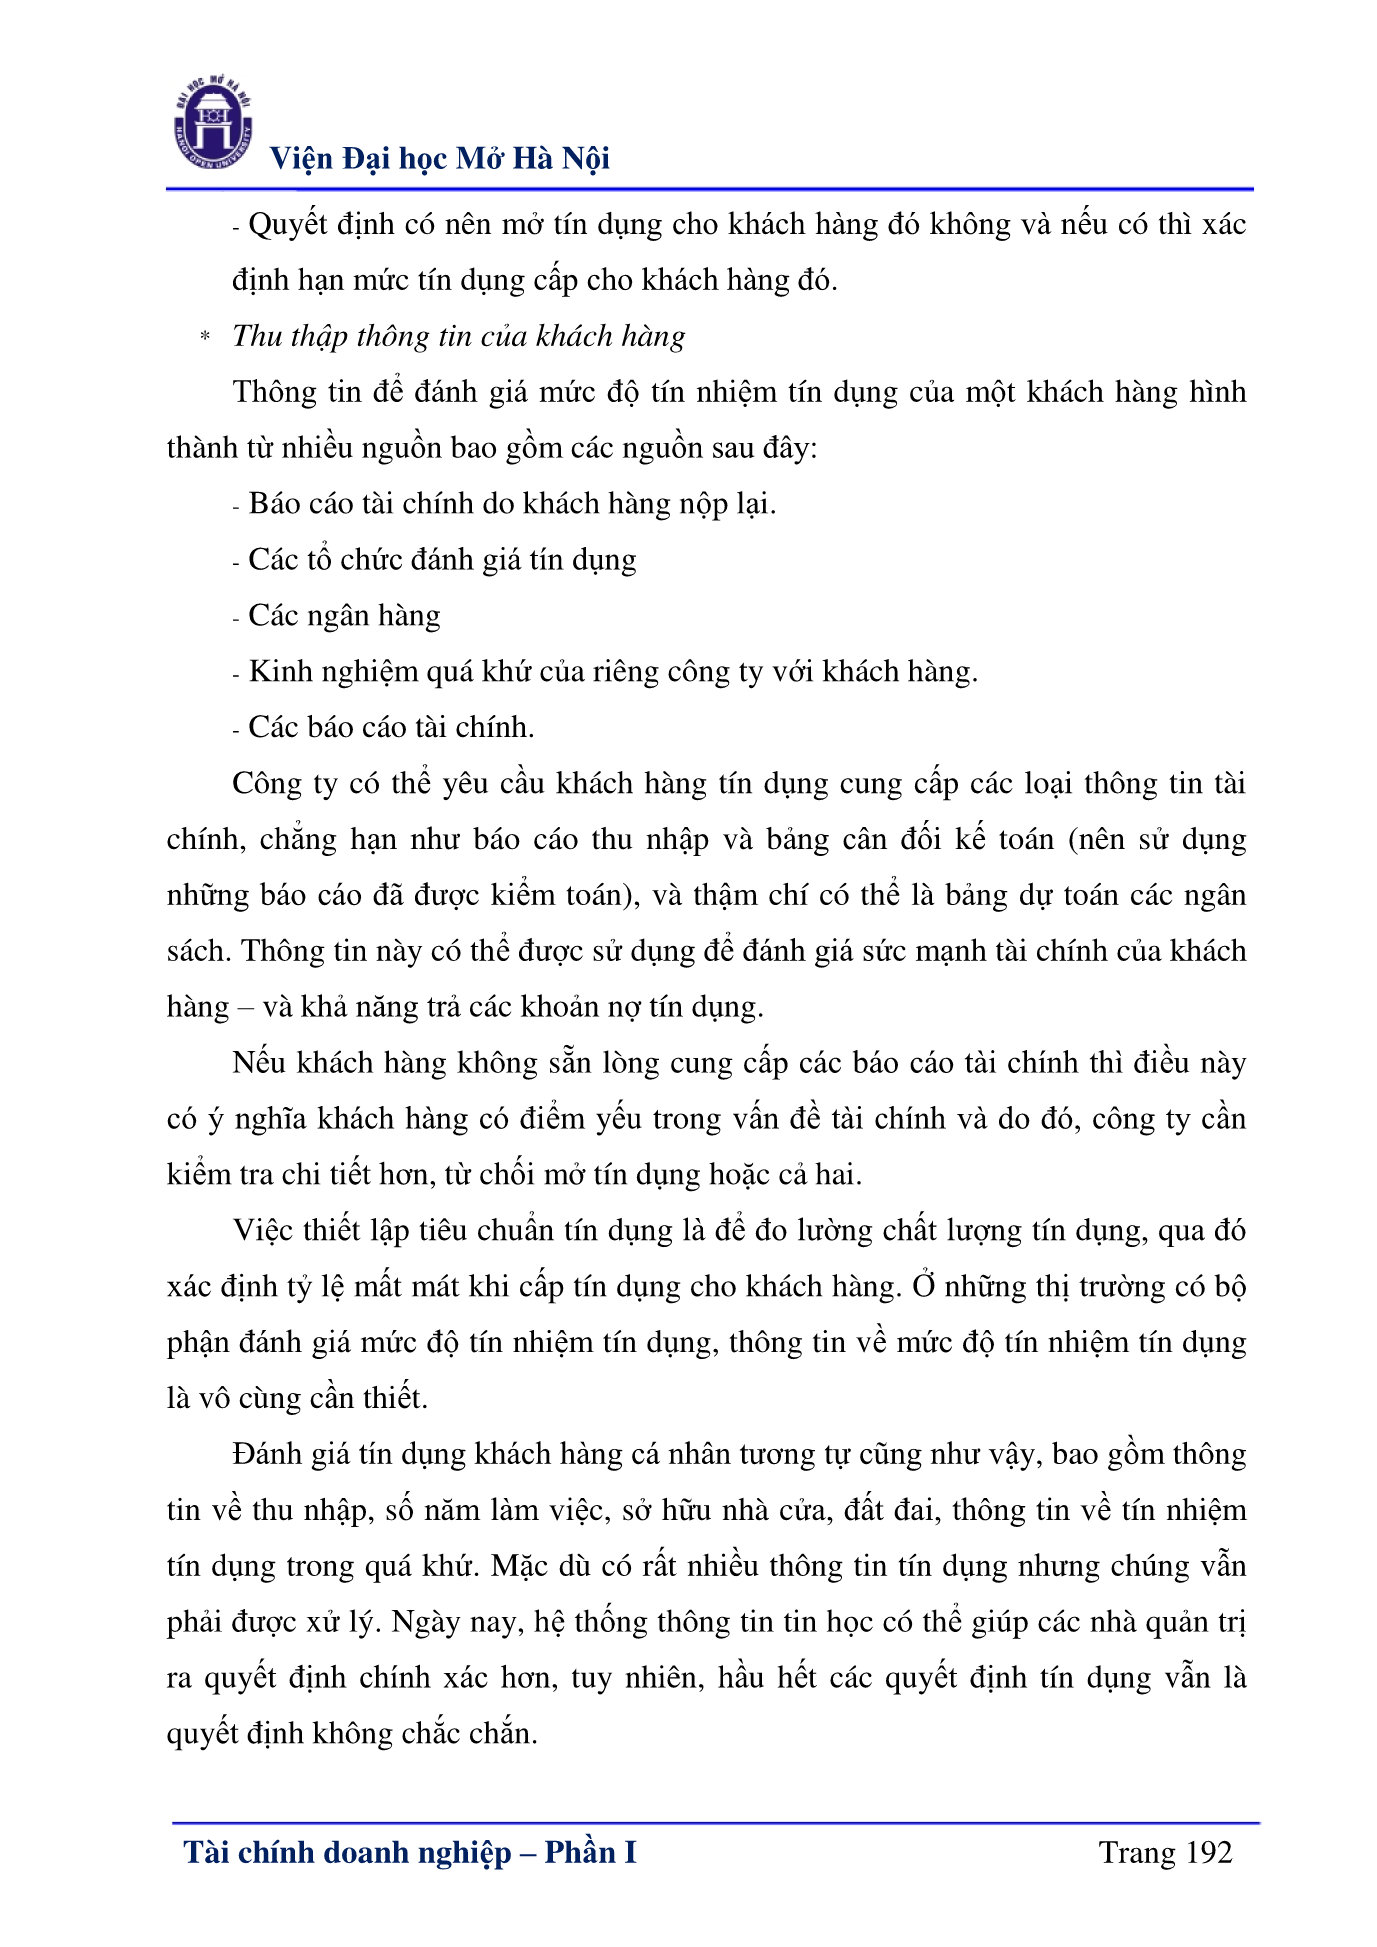 ĐẠI HỌC MỞ HÀ NỘI
HANOI OPEN UNIVERSITY
Viện Đại học Mở Hà Nội
- Quyết định có nên mở tín dụng cho khách hàng đó không và nếu có thì xác
định hạn mức tín dụng cấp cho khách hàng đó.
* Thu thập thông tin của khách hàng
Thông tin để đánh giá mức độ tín nhiệm tín dụng của một khách hàng hình
thành từ nhiều nguồn bao gồm các nguồn sau đây:
- Báo cáo tài chính do khách hàng nộp lại.
- Các tổ chức đánh giá tín dụng
- Các ngân hàng
- Kinh nghiệm quá khứ của riêng công ty với khách hàng.
- Các báo cáo tài chính.
Công ty có thể yêu cầu khách hàng tín dụng cung cấp các loại thông tin tài
chính, chẳng hạn như báo cáo thu nhập và bảng cân đối kế toán (nên sử dụng
những báo cáo đã được kiểm toán), và thậm chí có thể là bảng dự toán các ngân
sách. Thông tin này có thể được sử dụng để đánh giá sức mạnh tài chính của khách
hàng – và khả năng trả các khoản nợ tín dụng.
Nếu khách hàng không sẵn lòng cung cấp các báo cáo tài chính thì điều này
có ý nghĩa khách hàng có điểm yếu trong vấn đề tài chính và do đó, công ty cần
kiểm tra chi tiết hơn, từ chối mở tín dụng hoặc cả hai.
Việc thiết lập tiêu chuẩn tín dụng là để đo lường chất lượng tín dụng, qua đó
xác định tỷ lệ mất mát khi cấp tín dụng cho khách hàng. Ở những thị trường có bộ
phận đánh giá mức độ tín nhiệm tín dụng, thông tin về mức độ tín nhiệm tín dụng
là vô cùng cần thiết.
Đánh giá tín dụng khách hàng cá nhân tương tự cũng như vậy, bao gồm thông
tin về thu nhập, số năm làm việc, sở hữu nhà cửa, đất đai, thông tin về tín nhiệm
tín dụng trong quá khứ. Mặc dù có rất nhiều thông tin tín dụng nhưng chúng vẫn
phải được xử lý. Ngày nay, hệ thống thông tin tin học có thể giúp các nhà quản trị
ra quyết định chính xác hơn, tuy nhiên, hầu hết các quyết định tín dụng vẫn là
quyết định không chắc chắn.
Tài chính doanh nghiệp – Phần I
Trang 192